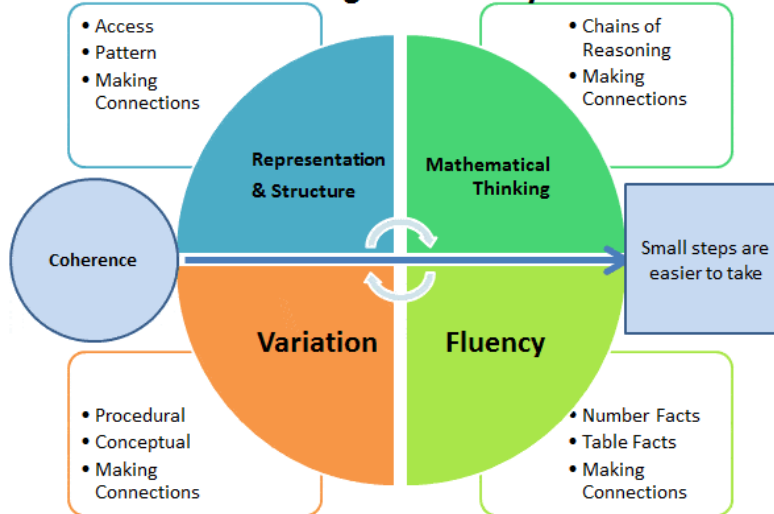 • Access
• Pattern
• Making
Connections
• Chains of
Reasoning
• Making
Connections
Representation
& Structure
Mathematical
Thinking
Coherence
Small steps are
easier to take
Variation
Fluency
• Procedural
• Conceptual
• Making
Connections
• Number Facts
• Table Facts
• Making
Connections